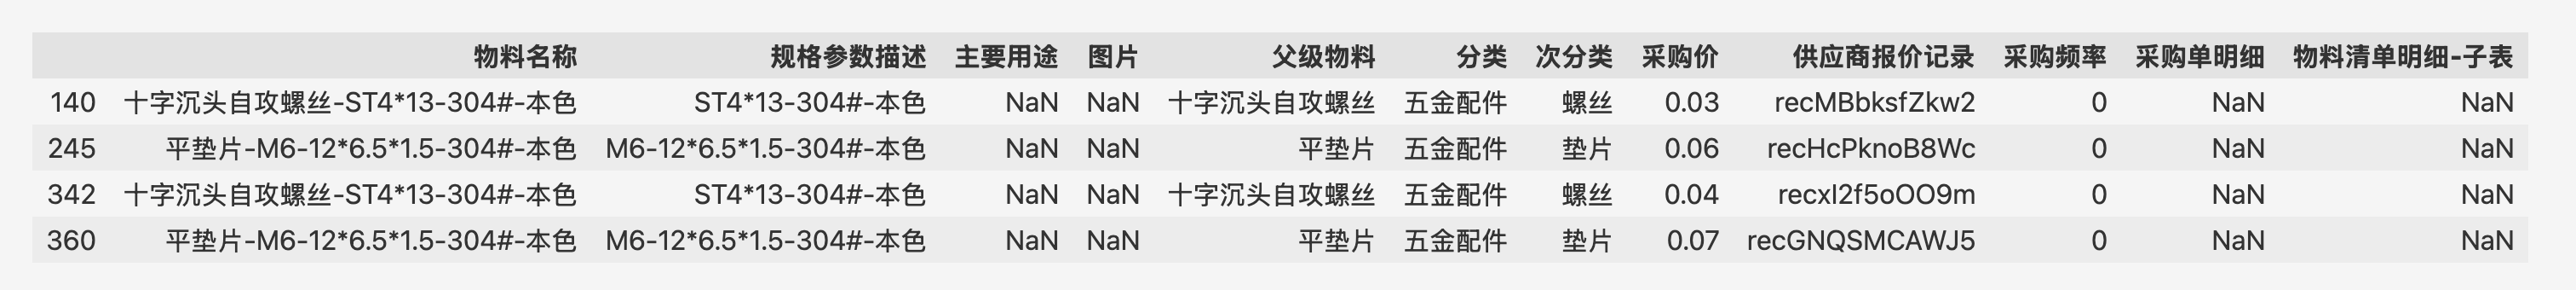 物料名称 规格参数描述 主要用途 图片 父级物料 分类 次分类 采购价 供应商报价记录 采购频率 采购单明细 物料清单明细-子表
140 十字沉头自攻螺丝-ST4*13-304#-本色 ST4*13-304#-本色 NaN NaN 十字沉头自攻螺丝 五金配件 螺丝 0.03 recMBbksfZkw2 0 NaN NaN
245 平垫片-M6-12*6.5*1.5-304#-本色 M6-12*6.5*1.5-304#-本色 NaN NaN 平垫片 五金配件 垫片 0.06 recHcPknoB8Wc 0 NaN NaN
342 十字沉头自攻螺丝-ST4*13-304#-本色 ST4*13-304#-本色 NaN NaN 十字沉头自攻螺丝 五金配件 螺丝 0.04 recxI2f5oOO9m 0 NaN NaN
360 平垫片-M6-12*6.5*1.5-304#-本色 M6-12*6.5*1.5-304#-本色 NaN NaN 平垫片 五金配件 垫片 0.07 recGNQSMCAWJ5 0 NaN NaN